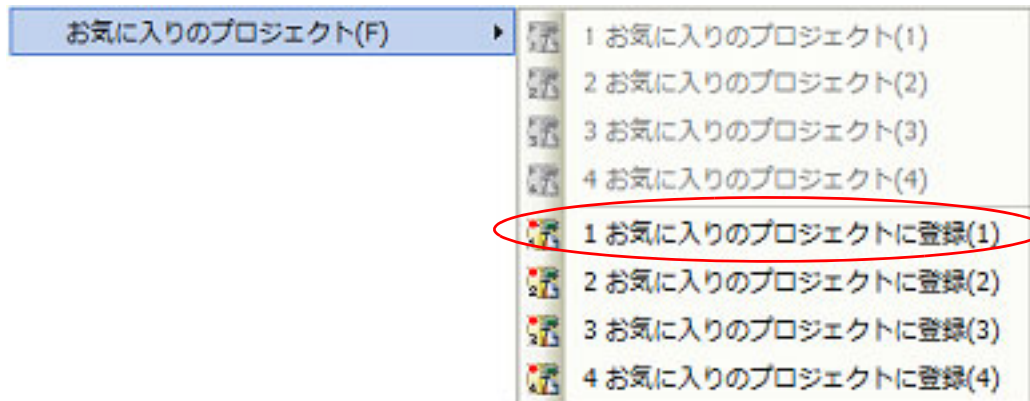 お気に入りのプロジェクト(F)
1 お気に入りのプロジェクト(1)
2 お気に入りのプロジェクト(2)
3 お気に入りのプロジェクト(3)
4 お気に入りのプロジェクト(4)
1 お気に入りのプロジェクトに登録(1)
2 お気に入りのプロジェクトに登録(2)
3 お気に入りのプロジェクトに登録(3)
4 お気に入りのプロジェクトに登録(4)